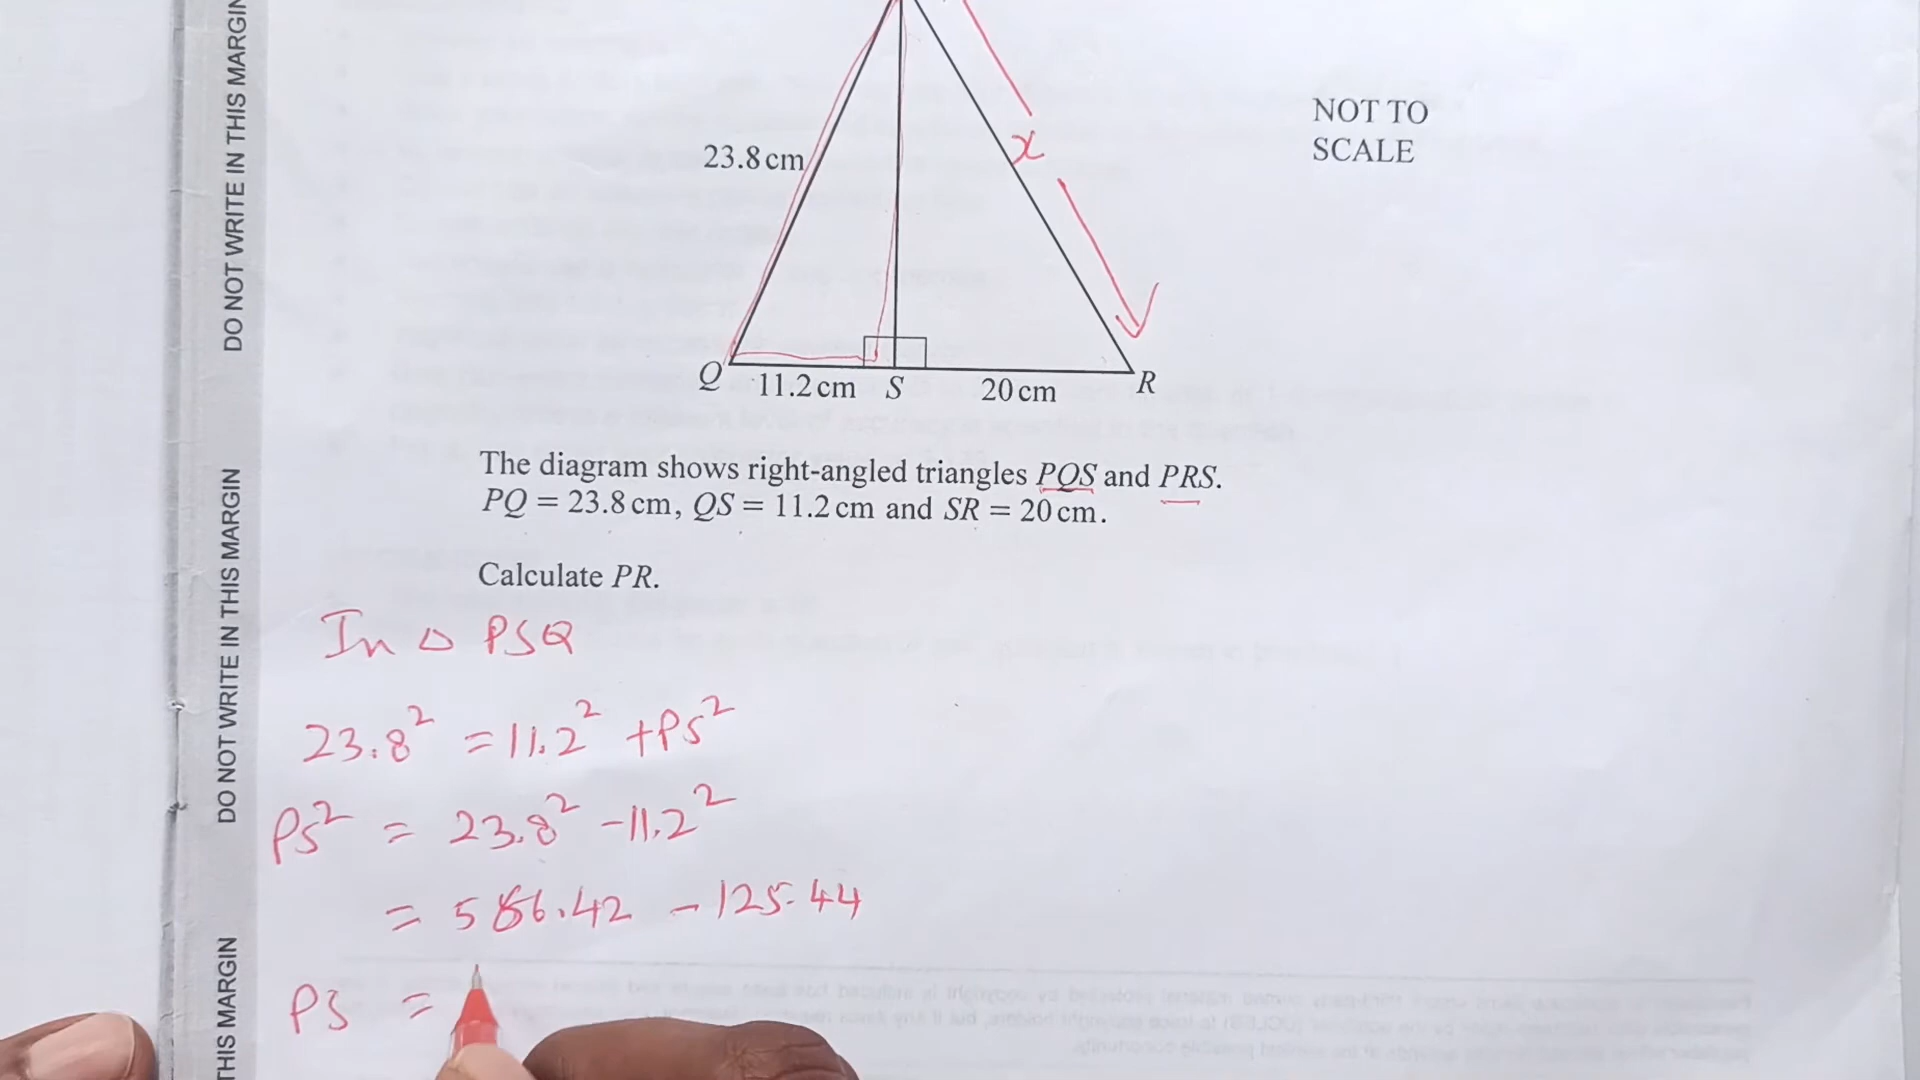 DO NOT WRITE IN THIS MARGIN
NOT TO
SCALE
23.8 cm
x
Q 11.2 cm S 20 cm R
The diagram shows right-angled triangles PQS and PRS.
PQ = 23.8 cm, QS = 11.2 cm and SR = 20 cm.
Calculate PR.
In △ PSQ
23.8² = 11.2² + PS²
PS² = 23.8² - 11.2²
= 566.42 - 125.44
PS =
DO NOT WRITE IN THIS MARGIN
THIS MARGIN